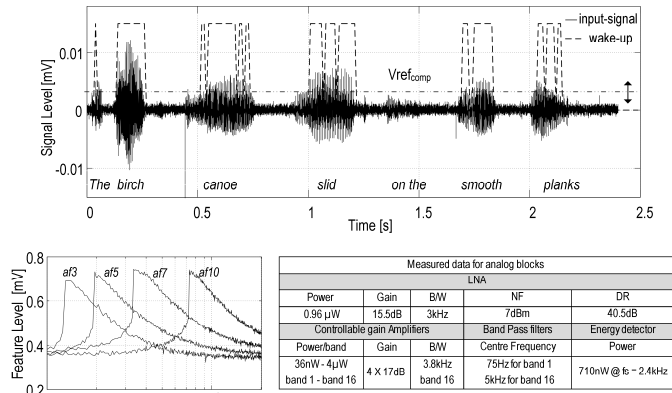 input-signal
wake-up
Vrefcomp
0.01
0
-0.01
Signal Level [mV]
The birch canoe slid on the smooth planks
0 0.5 1 1.5 2 2.5
Time [s]
0.8
0.6
0.4
0.2
Feature Level [mV]
af3 af5 af7 af10
Measured data for analog blocks
LNA
Power Gain B/W NF DR
0.96 µW 15.5dB 3kHz 7dBm 40.5dB
Controllable gain Amplifiers Band Pass filters Energy detector
Power/band Gain B/W Centre Frequency Power
36nW - 4µW 4 X 17dB 3.8kHz 75Hz for band 1 710nW @ fc = 2.4kHz
band 1 - band 16 band 16 5kHz for band 16